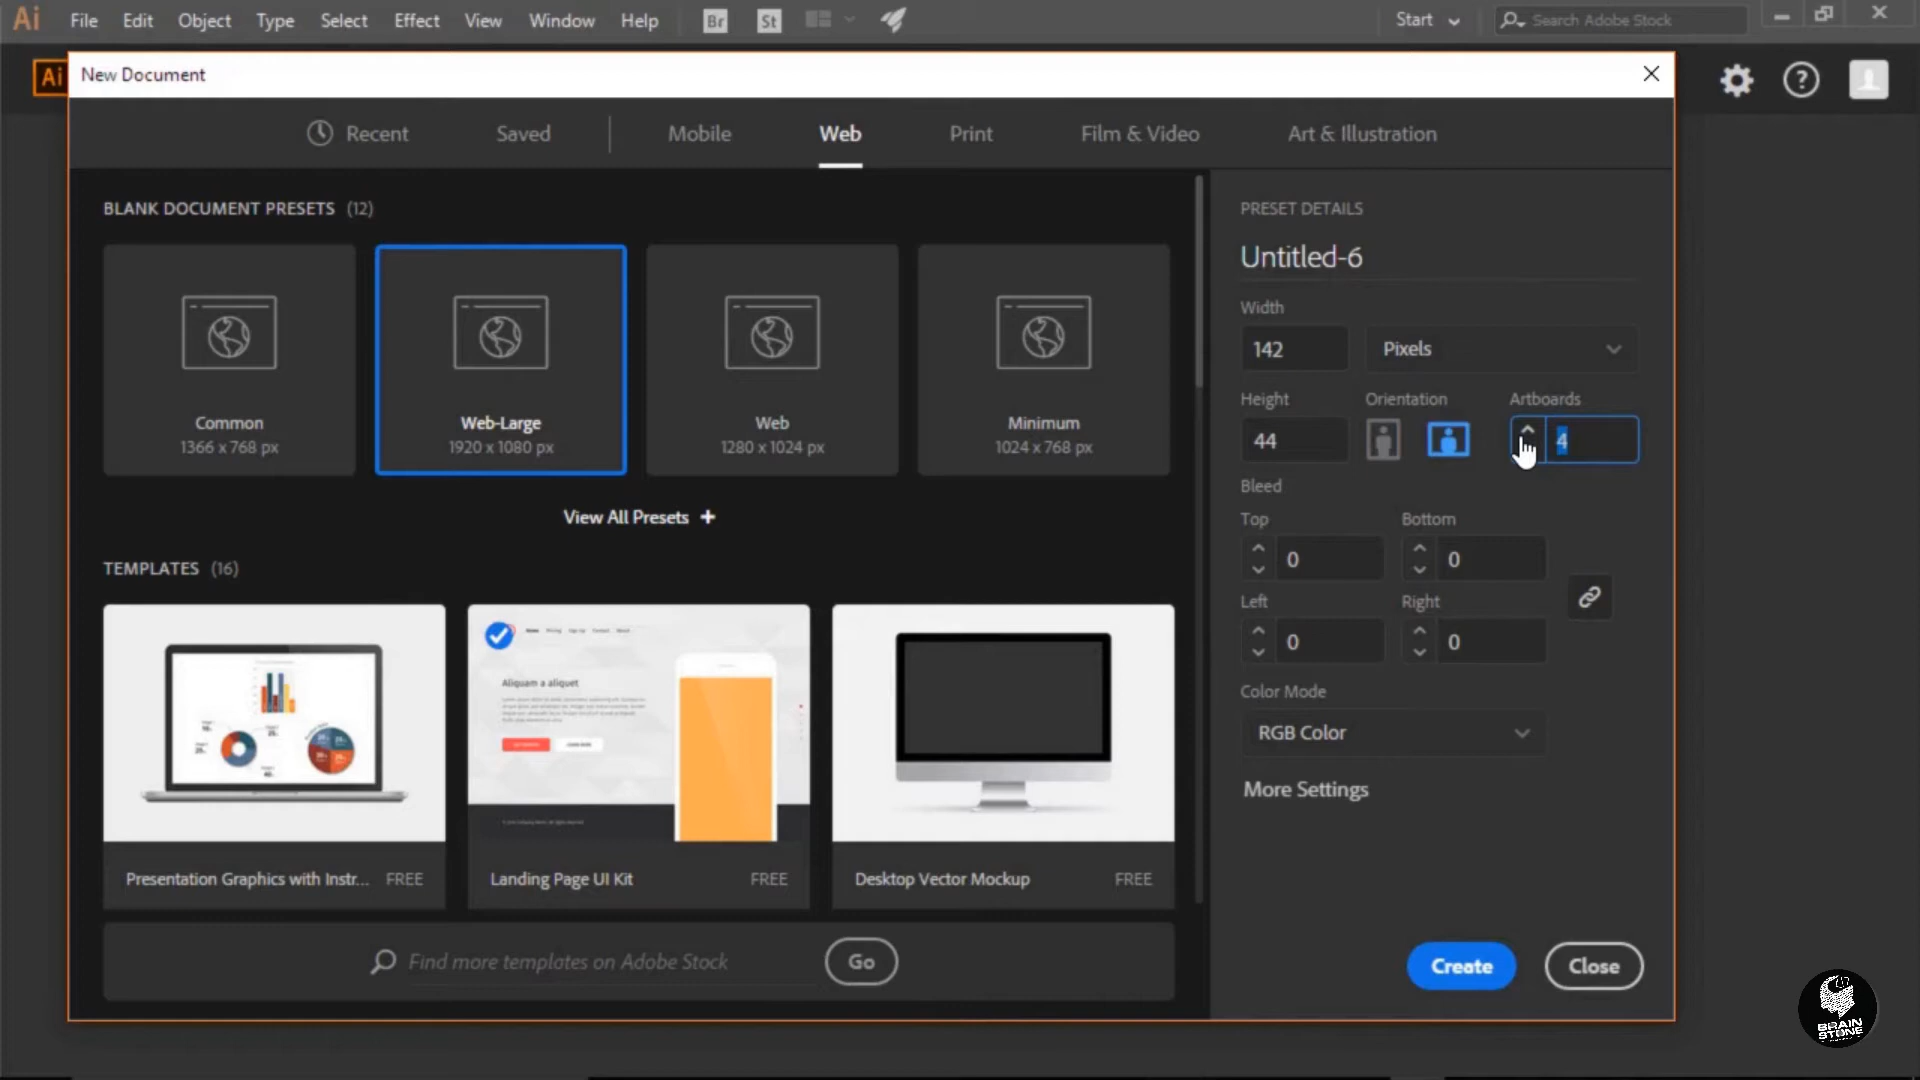 Ai File Edit Object Type Select Effect View Window Help Br St Start Search Adobe Stock
Ai New Document
Recent Saved Mobile Web Print Film & Video Art & Illustration
BLANK DOCUMENT PRESETS (12)
Common
1366 x 768 px
Web-Large
1920 x 1080 px
Web
1280 x 1024 px
Minimum
1024 x 768 px
View All Presets +
TEMPLATES (16)
Aliquam a aliquet
Presentation Graphics with Instr... FREE
Landing Page UI Kit FREE
Desktop Vector Mockup FREE
Find more templates on Adobe Stock Go
PRESET DETAILS
Untitled-6
Width
142 Pixels
Height Orientation Artboards
44 4
Bleed
Top Bottom
0 0
Left Right
0 0
Color Mode
RGB Color
More Settings
Create Close
BRAIN
STONE